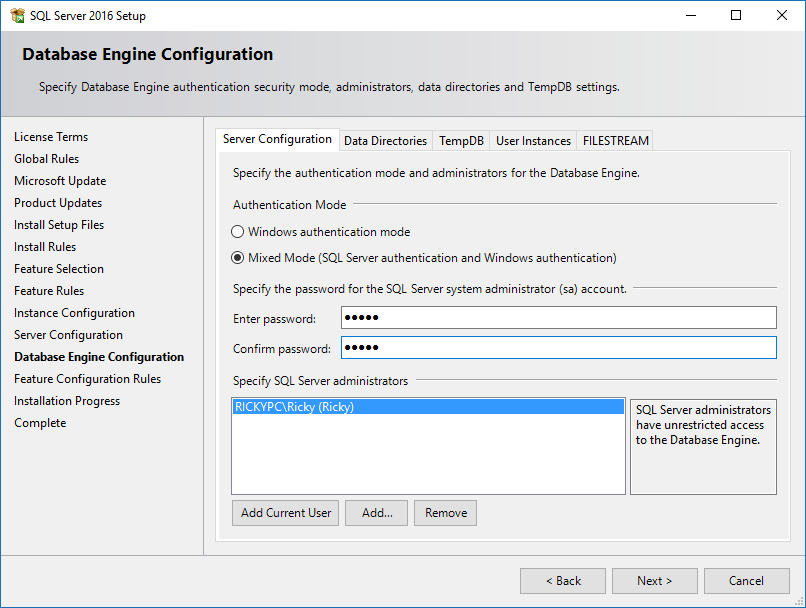 SQL Server 2016 Setup
Database Engine Configuration
Specify Database Engine authentication security mode, administrators, data directories and TempDB settings.
License Terms
Global Rules
Microsoft Update
Product Updates
Install Setup Files
Install Rules
Feature Selection
Feature Rules
Instance Configuration
Server Configuration
Database Engine Configuration
Feature Configuration Rules
Installation Progress
Complete
Server Configuration Data Directories TempDB User Instances FILESTREAM
Specify the authentication mode and administrators for the Database Engine.
Authentication Mode
Windows authentication mode
Mixed Mode (SQL Server authentication and Windows authentication)
Specify the password for the SQL Server system administrator (sa) account.
Enter password: ●●●●●
Confirm password: ●●●●●
Specify SQL Server administrators
RICKYPC\Ricky (Ricky)
SQL Server administrators
have unrestricted access
to the Database Engine.
Add Current User Add... Remove
< Back Next > Cancel